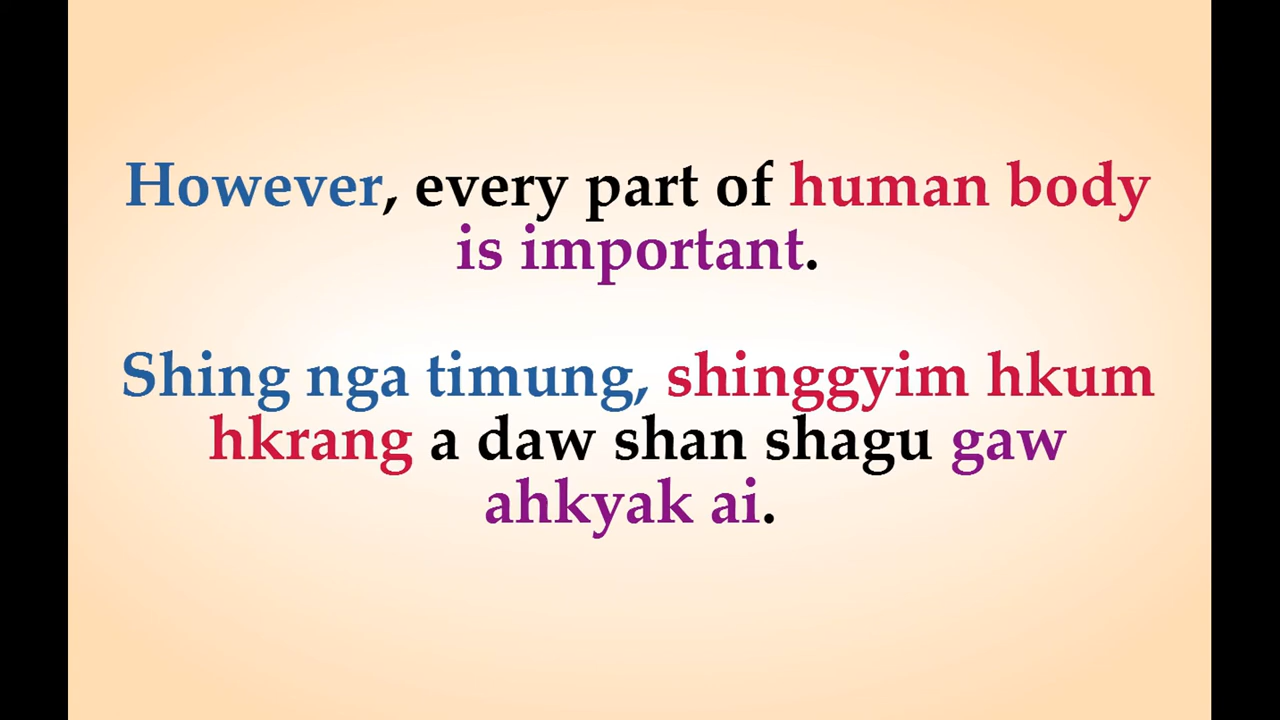 However, every part of human body
is important.
Shing nga timung, shinggyim hkum
hkrang a daw shan shagu gaw
ahkyak ai.